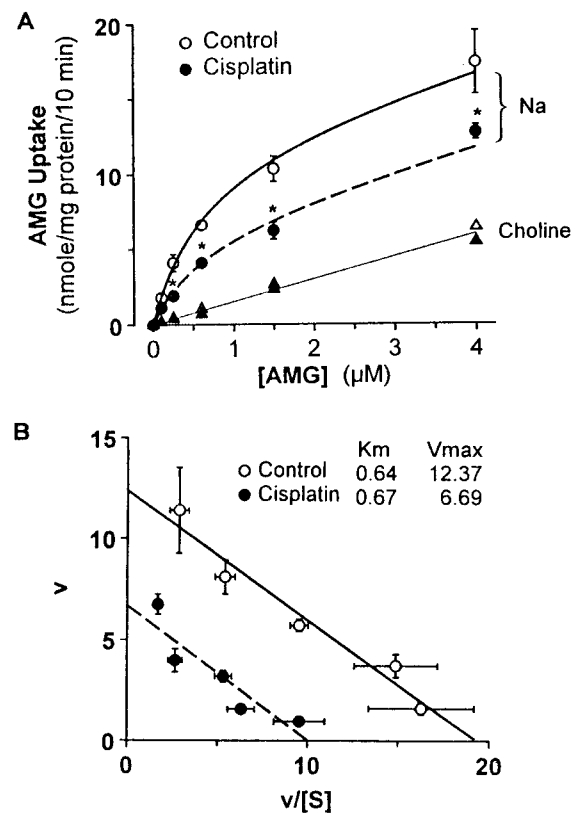 A
Control
Cisplatin
AMG Uptake
(nmole/mg protein/10 min)
20
10
0
*
*
*
*
Na
Choline
0
1
2
3
4
[AMG] (µM)
B
Km Vmax
Control 0.64 12.37
Cisplatin 0.67 6.69
v
15
10
5
0
0
10
20
v/[S]